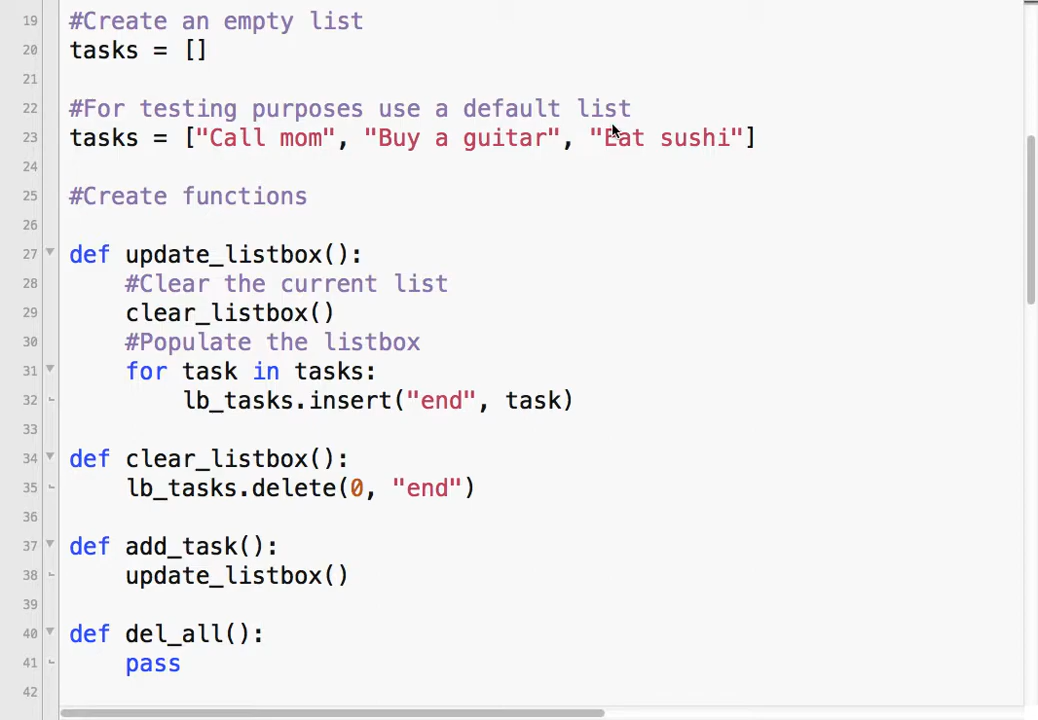 19 #Create an empty list
20 tasks = []
21
22 #For testing purposes use a default list
23 tasks = ["Call mom", "Buy a guitar", "Eat sushi"]
24
25 #Create functions
26
27 def update_listbox():
28     #Clear the current list
29     clear_listbox()
30     #Populate the listbox
31     for task in tasks:
32         lb_tasks.insert("end", task)
33
34 def clear_listbox():
35     lb_tasks.delete(0, "end")
36
37 def add_task():
38     update_listbox()
39
40 def del_all():
41     pass
42